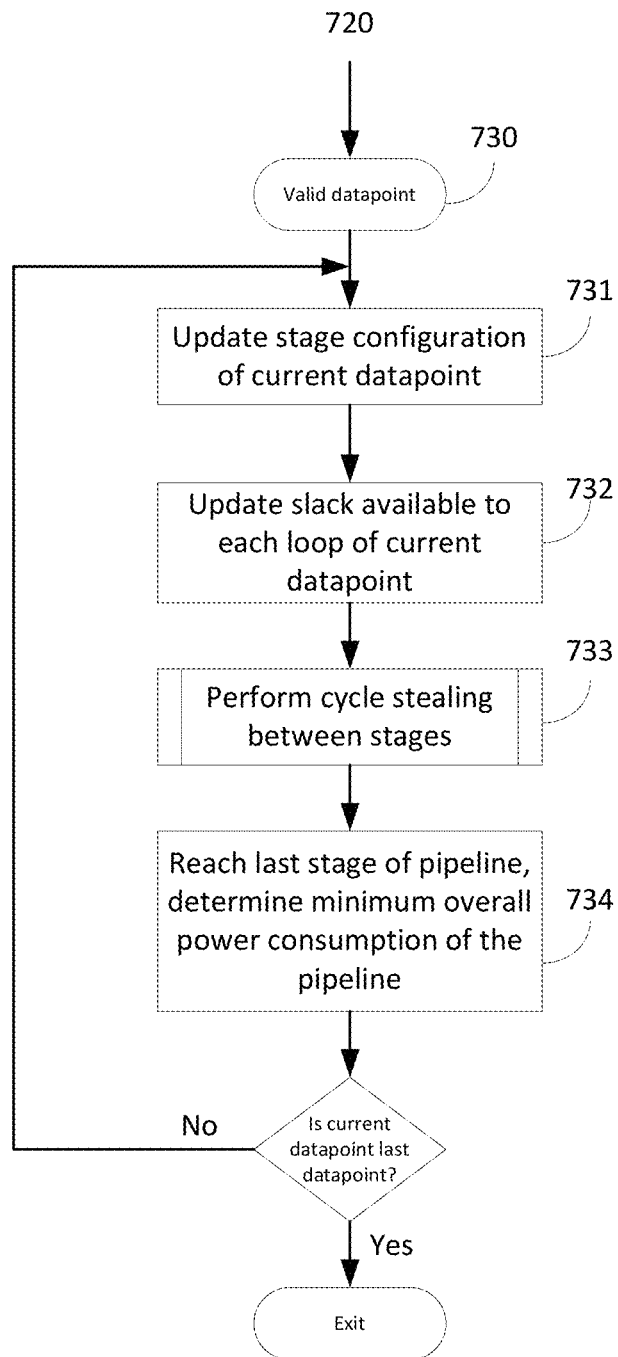 720
730
Valid datapoint
731
Update stage configuration
of current datapoint
732
Update slack available to
each loop of current
datapoint
733
Perform cycle stealing
between stages
Reach last stage of pipeline,
determine minimum overall
power consumption of the
pipeline
734
No
Is current
datapoint last
datapoint?
Yes
Exit